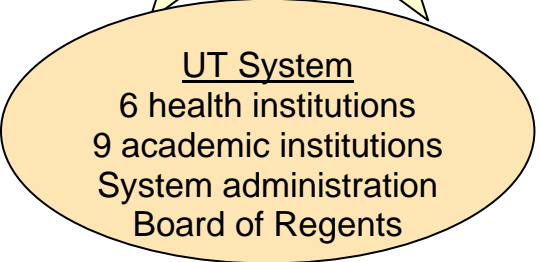 UT System
6 health institutions
9 academic institutions
System administration
Board of Regents